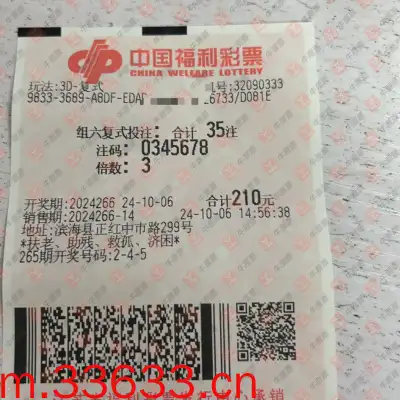 中国福利彩票
CHINA WELFARE LOTTERY
玩法:3D-复式 机号:32090333
9833-3689-A8DF-EDA 6733/D081E
组六复式投注: 合计 35注
注码: 0345678
倍数: 3
开奖期:2024266 24-10-06 合计210元
销售期:2024266-14 24-10-06 14:56:38
地址:滨海县正红中市路299号
*扶老、助残、救孤、济困*
265期开奖号码:2-4-5
m.33633.cn